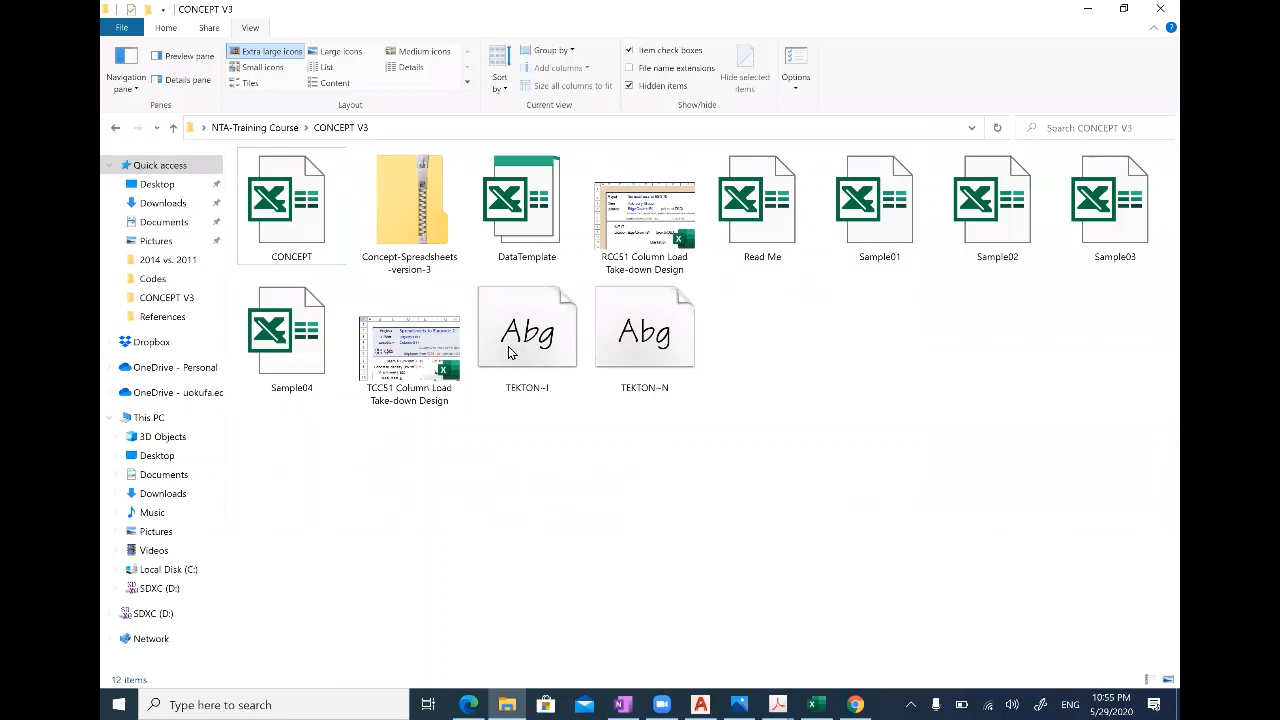 CONCEPT V3
File Home Share View
Navigation pane
Preview pane
Details pane
Panes
Extra large icons Large icons Medium icons
Small icons List Details
Tiles Content
Layout
Sort by
Group by
Add columns
Size all columns to fit
Current view
Item check boxes
File name extensions
Hidden items
Hide selected items
Show/hide
Options
NTA-Training Course > CONCEPT V3
Search CONCEPT V3
Quick access
Desktop
Downloads
Documents
Pictures
2014 vs. 2011
Codes
CONCEPT V3
References
Dropbox
OneDrive - Personal
OneDrive - uokufa.ec
This PC
3D Objects
Desktop
Documents
Downloads
Music
Pictures
Videos
Local Disk (C:)
SDXC (D:)
SDXC (D:)
Network
CONCEPT
Concept-Spreadsheets
-version-3
DataTemplate
RCC51 Column Load
Take-down Design
Read Me
Sample01
Sample02
Sample03
Sample04
TCC51 Column Load
Take-down Design
Abg
TEKTON~I
Abg
TEKTON~N
12 items
Type here to search
ENG
10:55 PM
5/29/2020